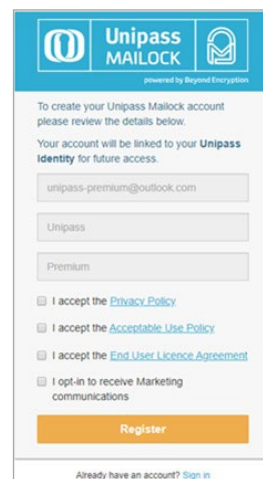 Unipass
MAILOCK
powered by Beyond Encryption
To create your Unipass Mailock account
please review the details below.
Your account will be linked to your Unipass
Identity for future access.
unipass-premium@outlook.com
Unipass
Premium
I accept the Privacy Policy
I accept the Acceptable Use Policy
I accept the End User Licence Agreement
I opt-in to receive Marketing
communications
Register
Already have an account? Sign in